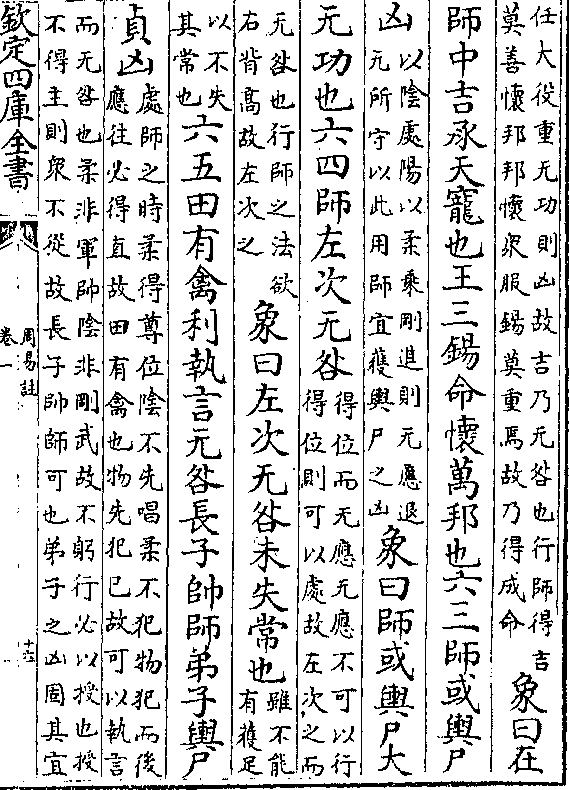 任大役重无功則凶故吉乃无咎也行師得吉
莫善懷邦邦懷衆服錫莫重焉故乃得成命
象曰在
師中吉承天寵也王三錫命懷萬邦也六三師或輿尸
凶
以陰處陽以柔乗剛進則无應退
无所守以此用師宜獲輿尸之凶
象曰師或輿尸大
无功也六四師左次无咎
得位而无應无應不可以行
得位則可以處故左次之而
无咎也行師之法欲
右背高故左次之
象曰左次无咎未失常也
雖不能
有獲足
以不失
其常也
六五田有禽利執言无咎長子帥師弟子輿尸
貞凶
處師之時柔得尊位陰不先唱柔不犯物犯而後
應往必得直故田有禽也物先犯已故可以執言
而无咎也柔非軍帥陰非剛武故不躬行必以授也授
不得主則衆不從故長子帥師可也弟子之凶固其宜
欽定四庫全書
周易註
卷一
十六